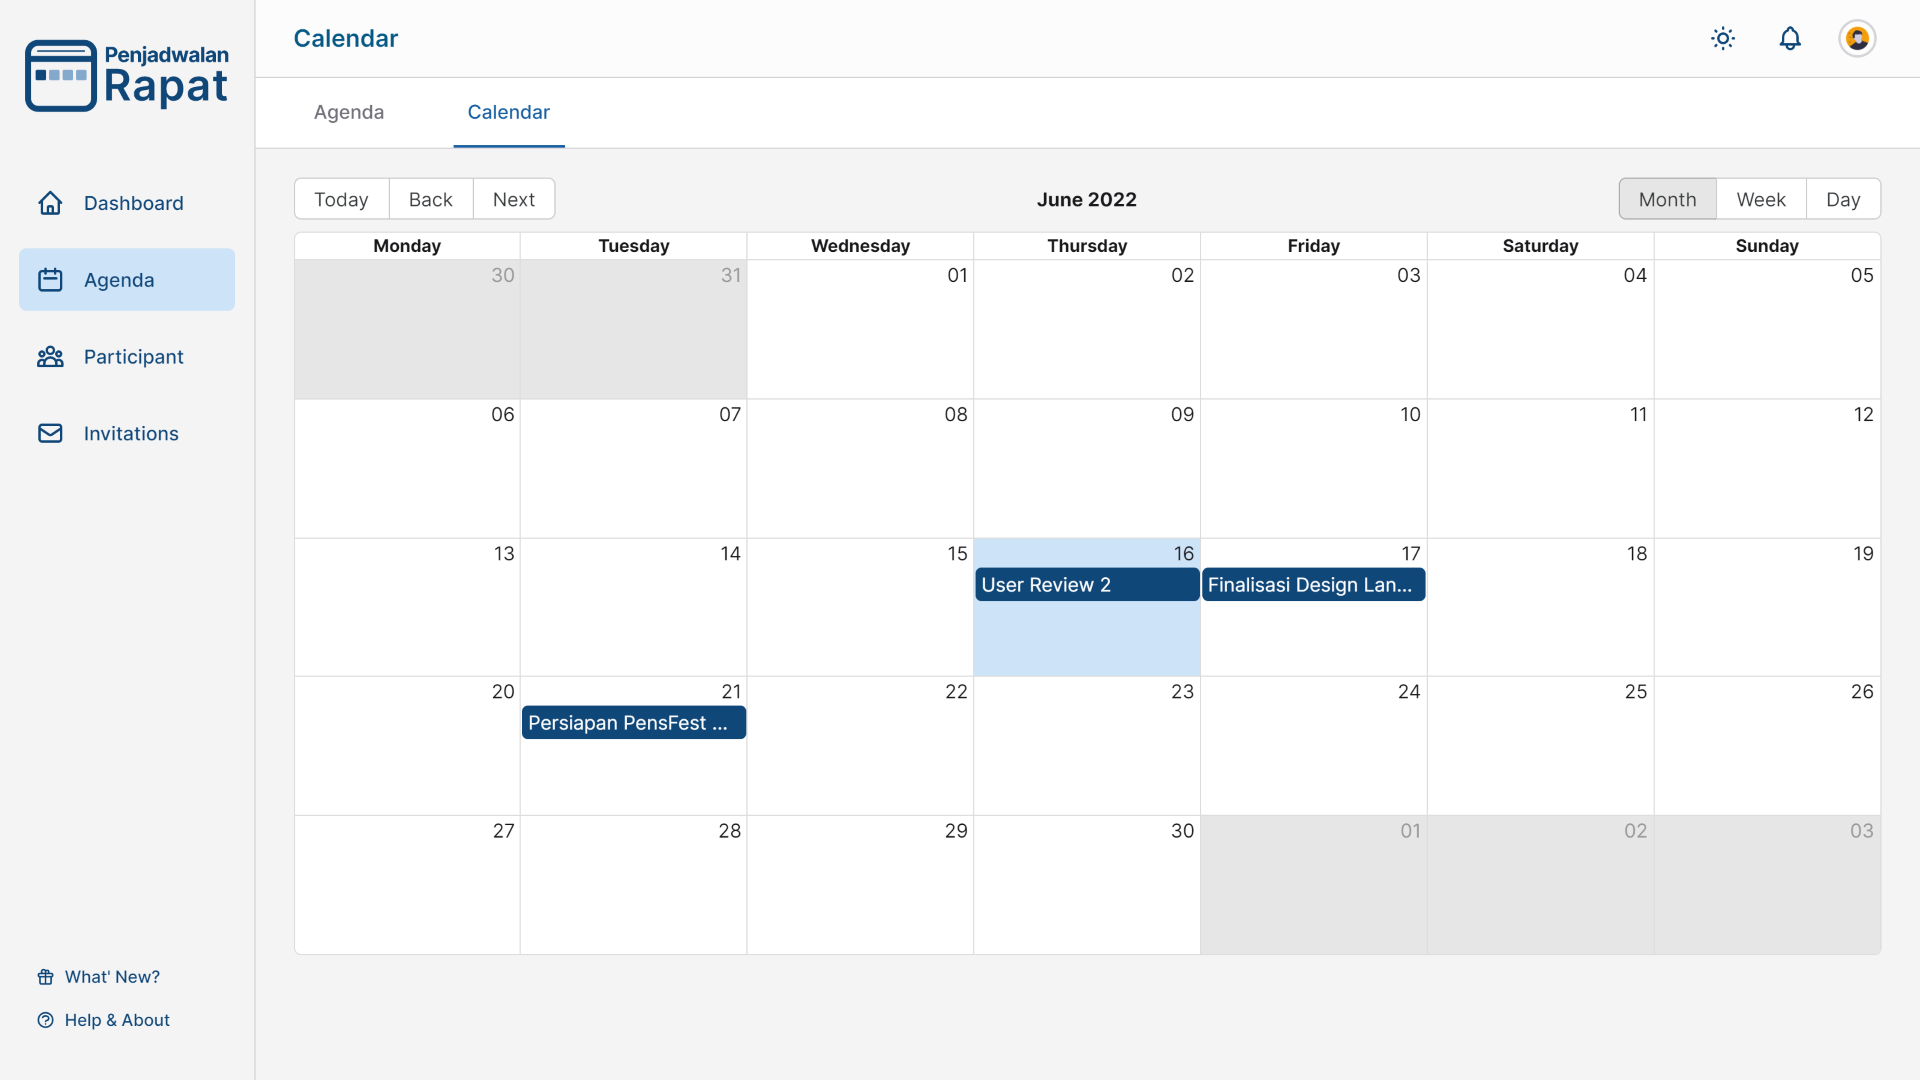 Penjadwalan
Rapat
Dashboard
Agenda
Participant
Invitations
What' New?
Help & About
Calendar
Agenda Calendar
Today Back Next
June 2022
Month Week Day
Monday Tuesday Wednesday Thursday Friday Saturday Sunday
30 31 01 02 03 04 05
06 07 08 09 10 11 12
13 14 15 16 17 18 19
User Review 2 Finalisasi Design Lan...
20 21 22 23 24 25 26
Persiapan PensFest ...
27 28 29 30 01 02 03